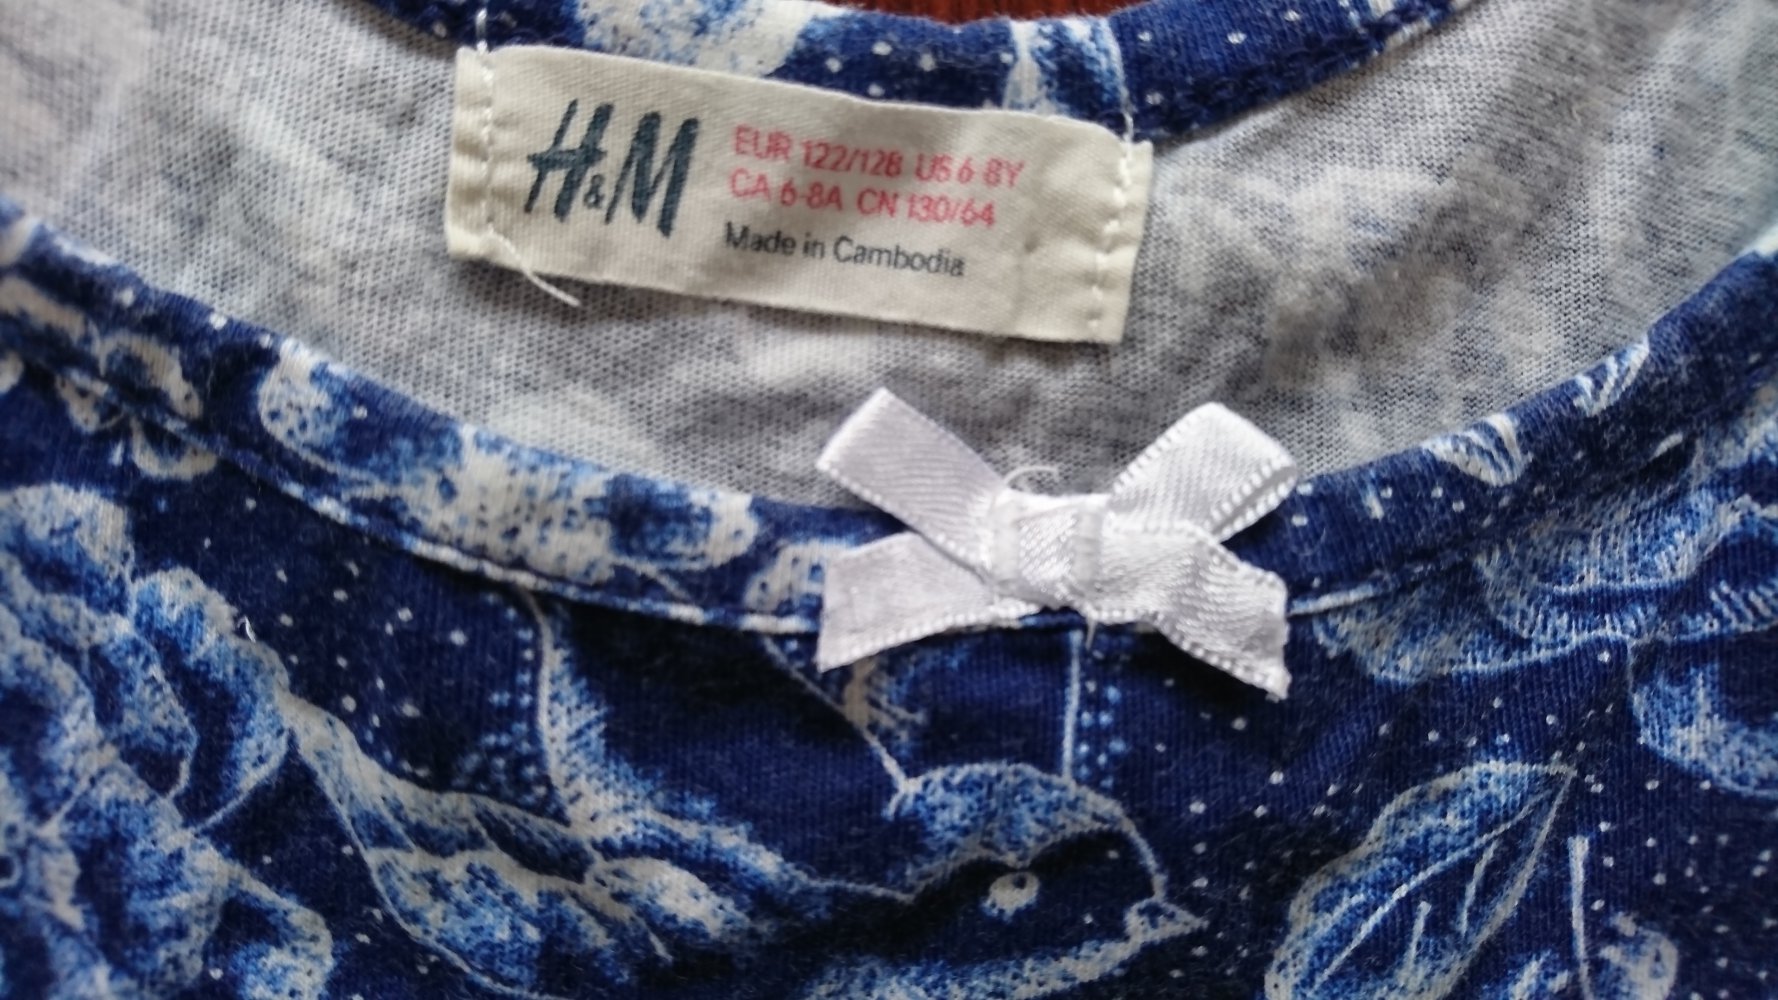 H&M
EUR 122/128 US 6-8Y
CA 6-8A CN 130/64
Made in Cambodia